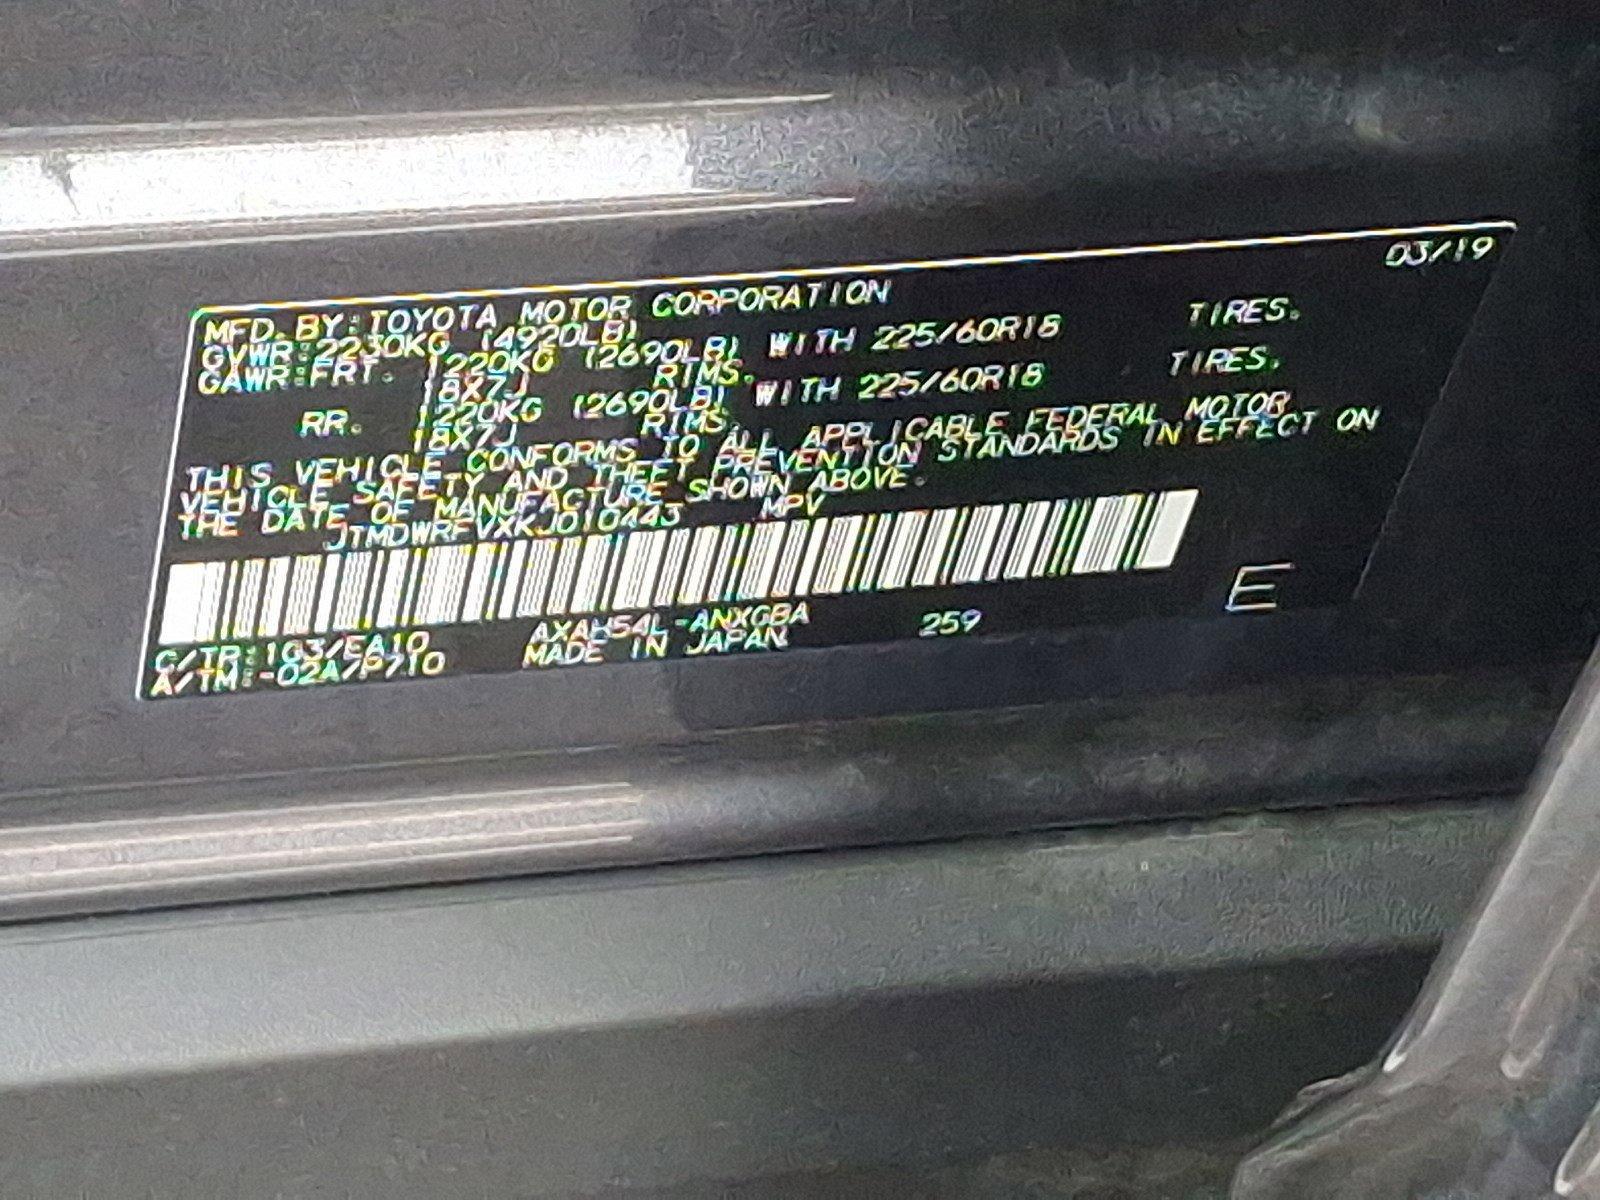 03/19
MFD. BY: TOYOTA MOTOR CORPORATION
GVWR: 2230KG (4920LB)
GAWR: FRT. 1220KG (2690LB) WITH 225/60R18 TIRES.
18X7J RIMS.
RR. 1220KG (2690LB) WITH 225/60R18 TIRES.
18X7J RIMS.
THIS VEHICLE CONFORMS TO ALL APPLICABLE FEDERAL MOTOR
VEHICLE SAFETY AND THEFT PREVENTION STANDARDS IN EFFECT ON
THE DATE OF MANUFACTURE SHOWN ABOVE.
JTMDWRFVXKJ010443 MPV
E
C/TR: 1G3/EA10 AXAH54L-ANXGBA 259
A/TM: -02A/P710 MADE IN JAPAN